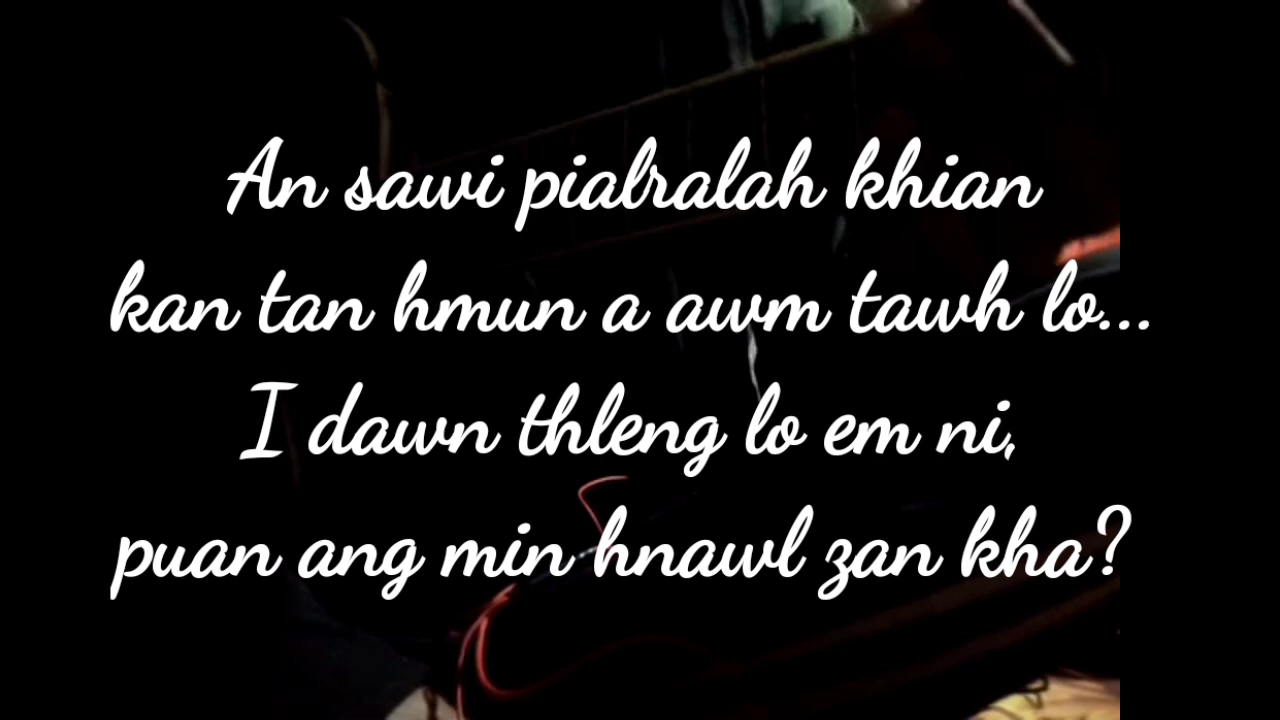 An sawi pialralah khian
kan tan hmun a awm tawh lo...
I dawn thleng lo em ni,
puan ang min hnawl zan kha?